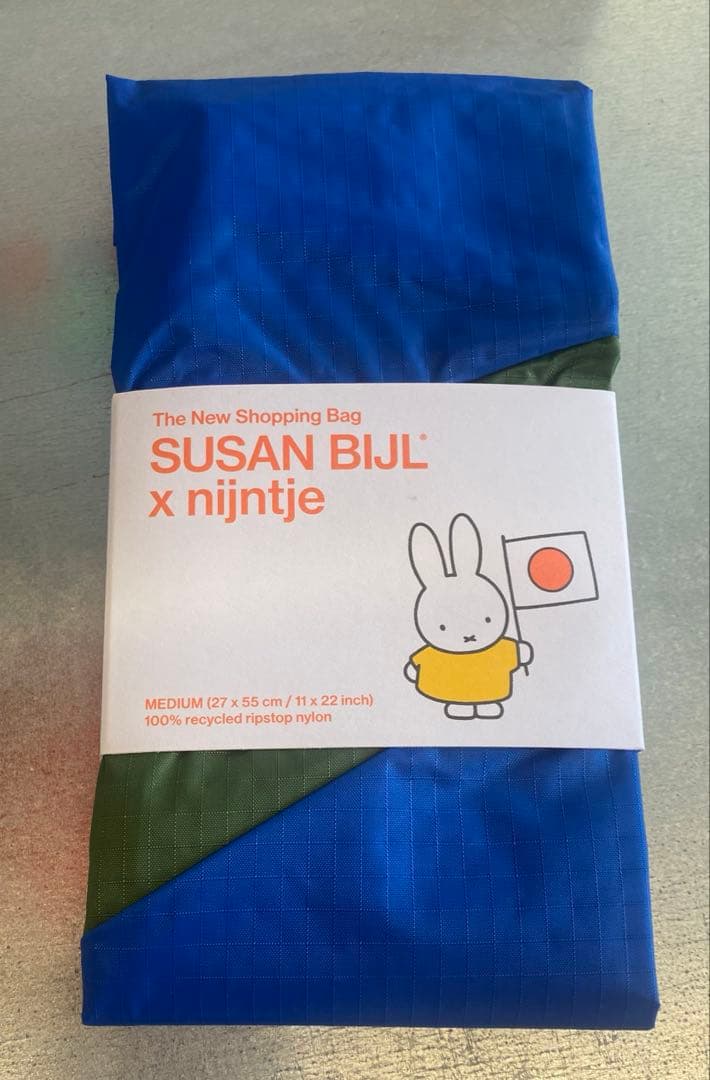 The New Shopping Bag
SUSAN BIJL®
x nijntje
MEDIUM (27 x 55 cm / 11 x 22 inch)
100% recycled ripstop nylon